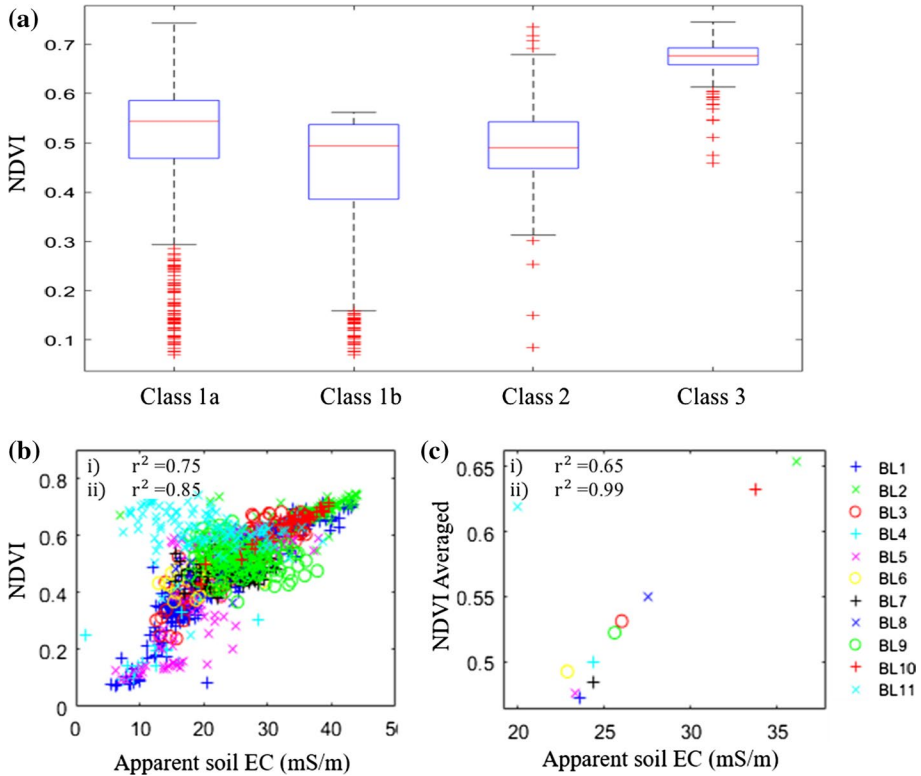 (a)
NDVI
0.7
0.6
0.5
0.4
0.3
0.2
0.1
Class 1a
Class 1b
Class 2
Class 3
(b)
i) r² =0.75
ii) r² =0.85
NDVI
0.8
0.6
0.4
0.2
0
0 10 20 30 40 50
Apparent soil EC (mS/m)
(c)
i) r² =0.65
ii) r² =0.99
NDVI Averaged
0.65
0.6
0.55
0.5
20 25 30 35
Apparent soil EC (mS/m)
BL1
BL2
BL3
BL4
BL5
BL6
BL7
BL8
BL9
BL10
BL11